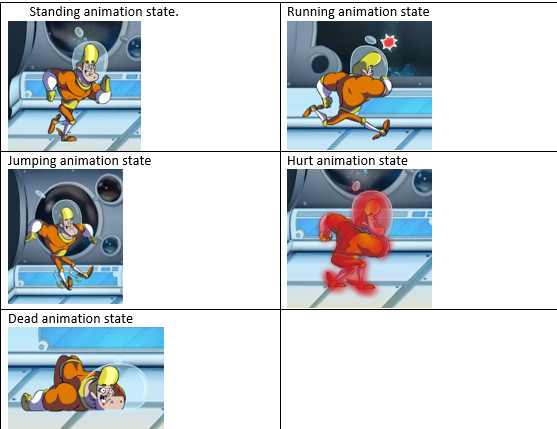 Standing animation state.
Running animation state
Jumping animation state
Hurt animation state
Dead animation state